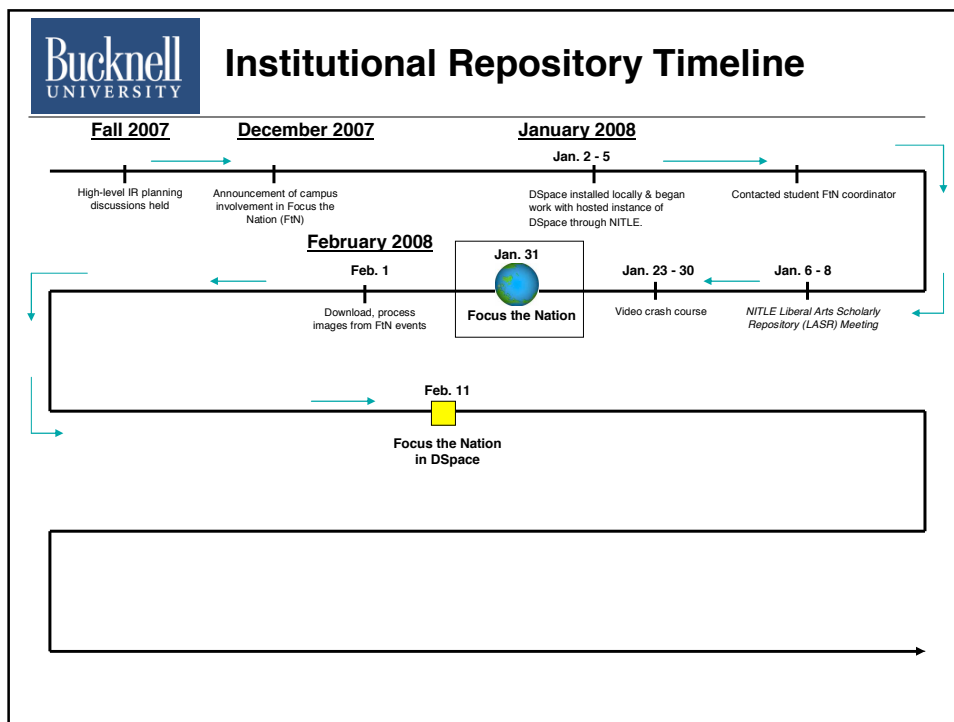 Bucknell
UNIVERSITY
Institutional Repository Timeline
Fall 2007
December 2007
January 2008
Jan. 2 - 5
High-level IR planning
discussions held
Announcement of campus
involvement in Focus the
Nation (FtN)
DSpace installed locally & began
work with hosted instance of
DSpace through NITLE.
Contacted student FtN coordinator
February 2008
Jan. 6 - 8
NITLE Liberal Arts Scholarly
Repository (LASR) Meeting
Jan. 23 - 30
Video crash course
Jan. 31
Focus the Nation
Feb. 1
Download, process
images from FtN events
Feb. 11
Focus the Nation
in DSpace